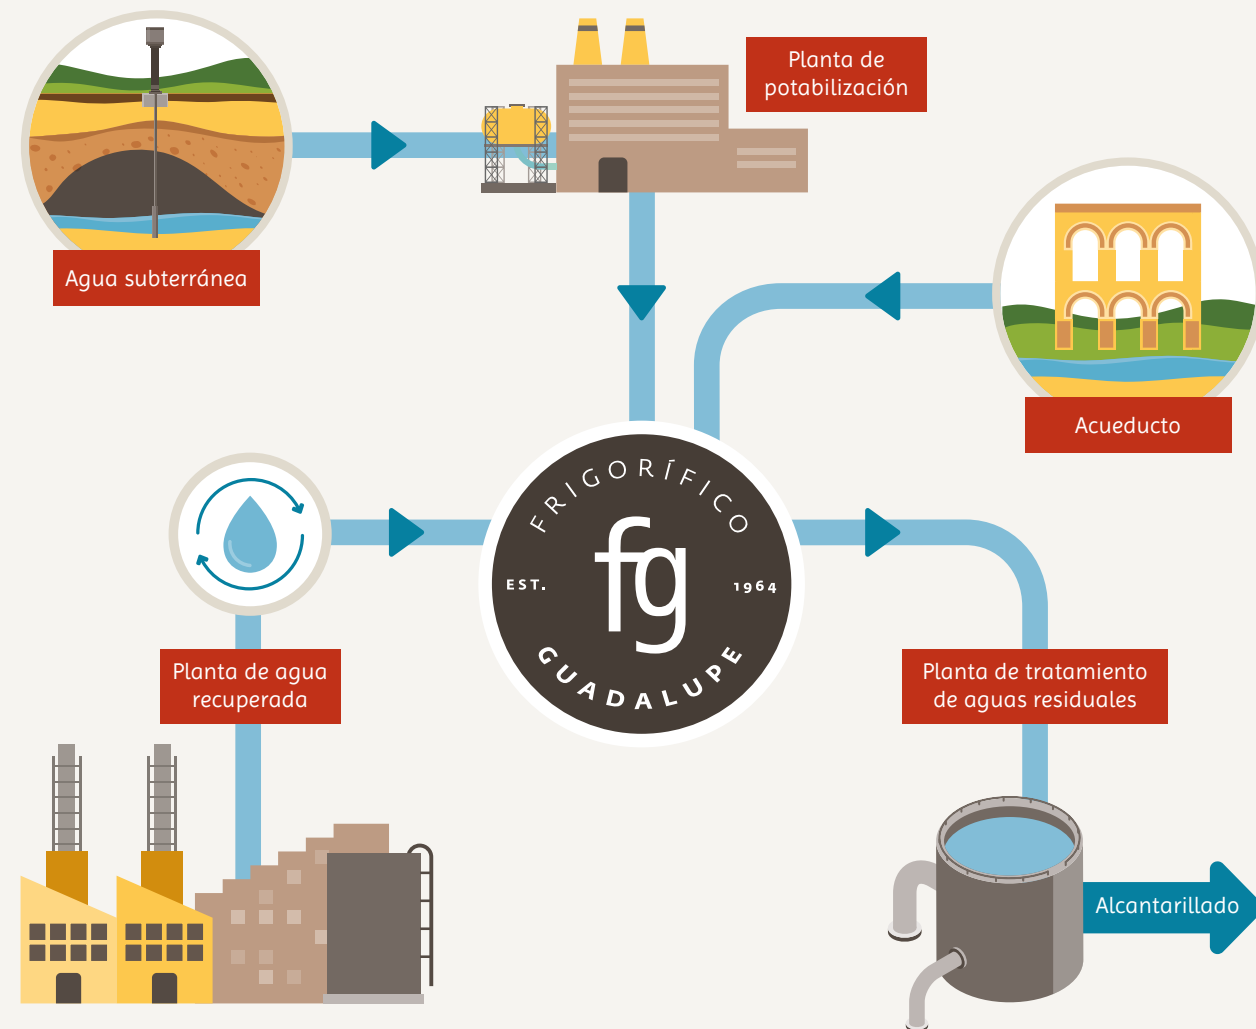 Planta de
potabilización
Agua subterránea
Acueducto
FRIGORÍFICO
fg
EST. 1964
GUADALUPE
Planta de agua
recuperada
Planta de tratamiento
de aguas residuales
Alcantarillado